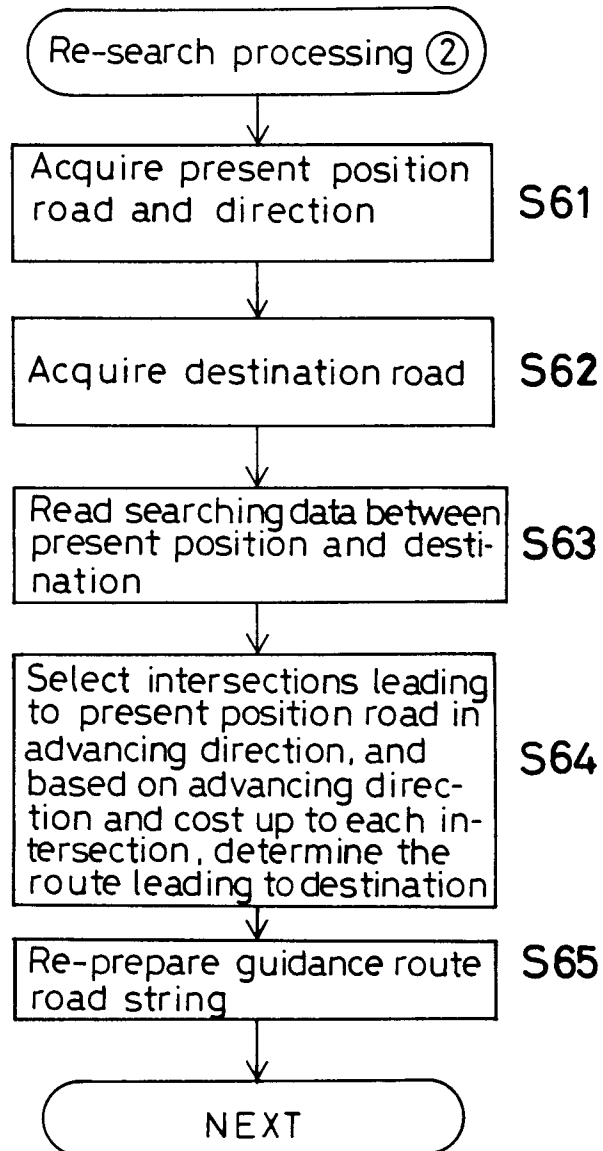 Re-search processing ②
Acquire present position
road and direction
S61
Acquire destination road
S62
Read searching data between
present position and desti-
nation
S63
Select intersections leading
to present position road in
advancing direction, and
based on advancing direc-
tion and cost up to each in-
tersection, determine the
route leading to destination
S64
Re-prepare guidance route
road string
S65
NEXT